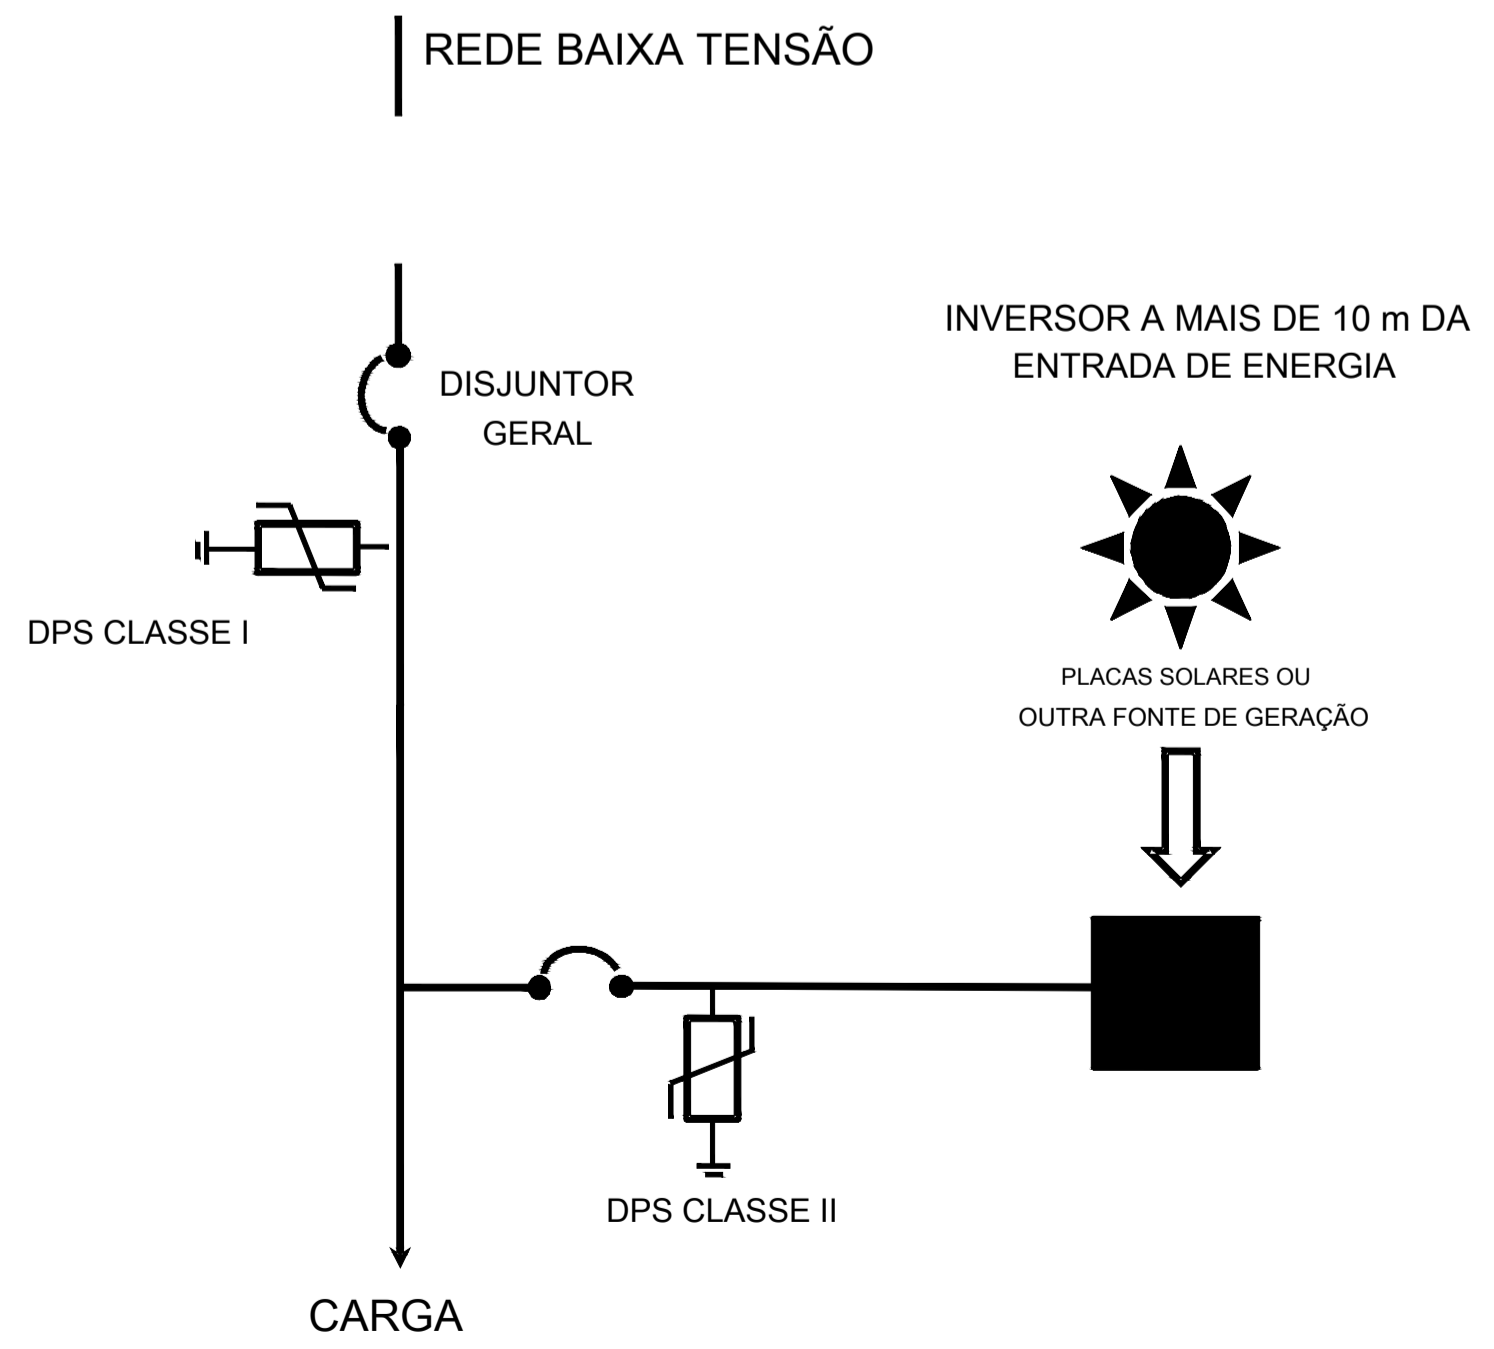 REDE BAIXA TENSÃO
INVERSOR A MAIS DE 10 m DA
ENTRADA DE ENERGIA
DISJUNTOR
GERAL
DPS CLASSE I
PLACAS SOLARES OU
OUTRA FONTE DE GERAÇÃO
DPS CLASSE II
CARGA